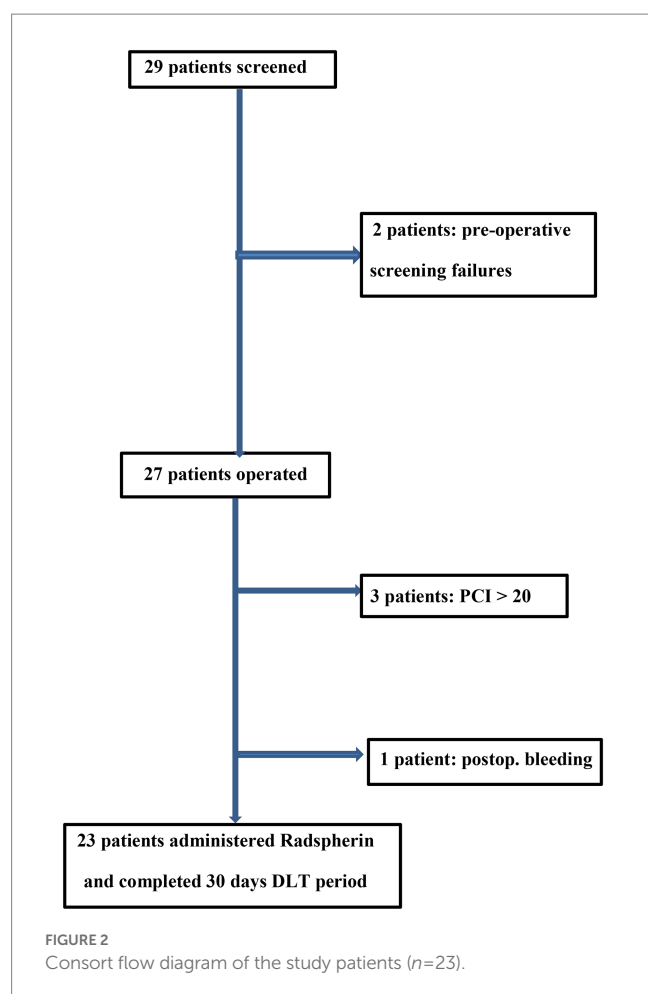 29 patients screened
2 patients: pre-operative
screening failures
27 patients operated
3 patients: PCI > 20
1 patient: postop. bleeding
23 patients administered Radspherin
and completed 30 days DLT period
FIGURE 2
Consort flow diagram of the study patients (n=23).